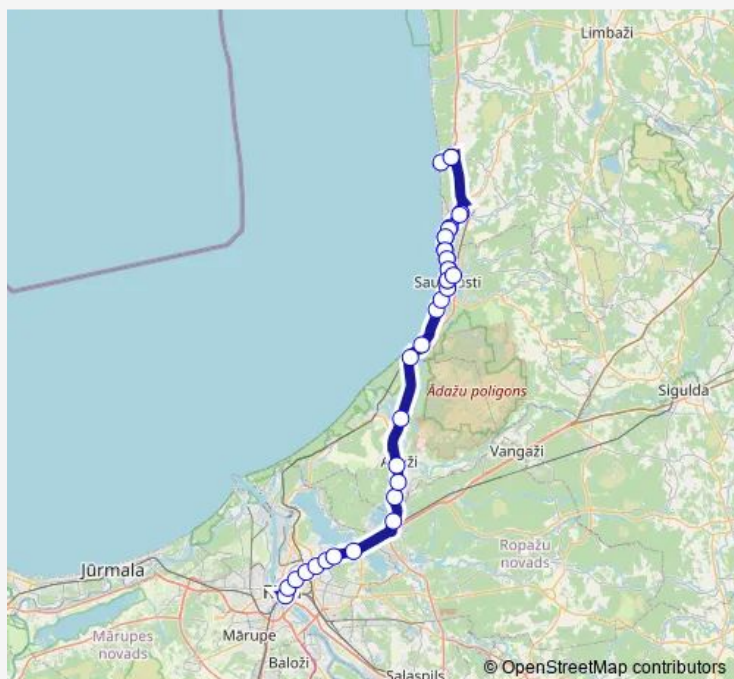 Limbaži
Ādažu poligons
Sigulda
Vangaži
Ropažu
novads
Jūrmala
Mārupes
novads
Mārupe
Baloži
Salaspils
© OpenStreetMap contributors